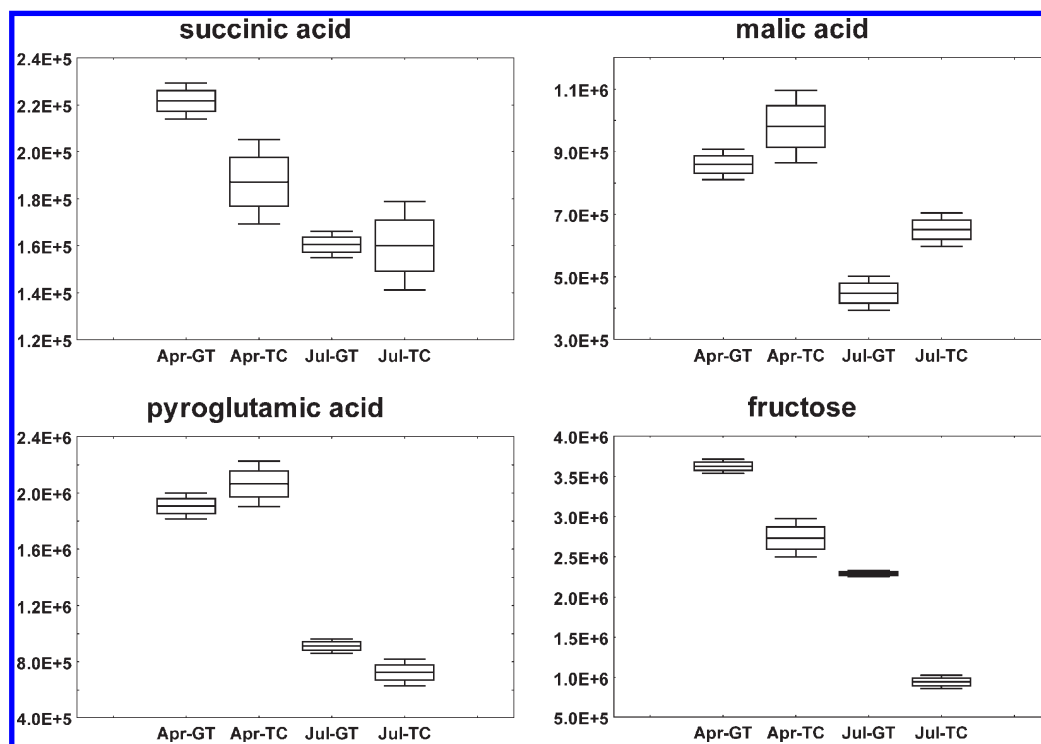 succinic acid
2.4E+5
2.2E+5
2.0E+5
1.8E+5
1.6E+5
1.4E+5
1.2E+5
Apr-GT Apr-TC Jul-GT Jul-TC
malic acid
1.1E+6
9.0E+5
7.0E+5
5.0E+5
3.0E+5
Apr-GT Apr-TC Jul-GT Jul-TC
pyroglutamic acid
2.4E+6
2.0E+6
1.6E+6
1.2E+6
8.0E+5
4.0E+5
Apr-GT Apr-TC Jul-GT Jul-TC
fructose
4.0E+6
3.5E+6
3.0E+6
2.5E+6
2.0E+6
1.5E+6
1.0E+6
5.0E+5
Apr-GT Apr-TC Jul-GT Jul-TC